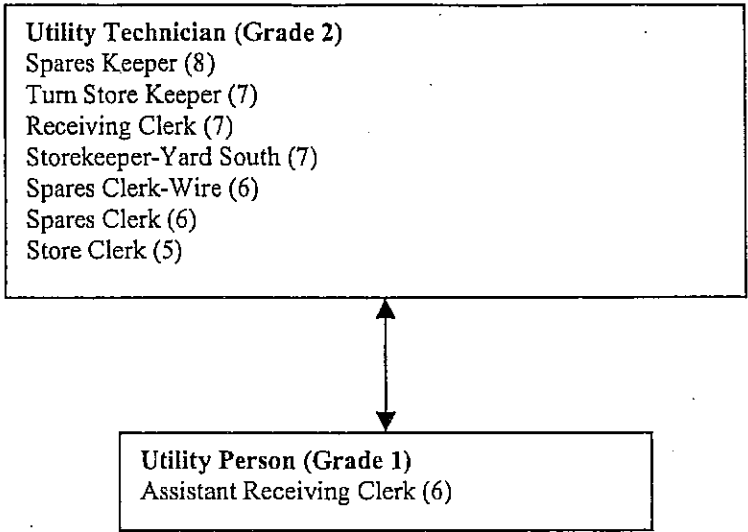 Utility Technician (Grade 2)
Spares Keeper (8)
Turn Store Keeper (7)
Receiving Clerk (7)
Storekeeper-Yard South (7)
Spares Clerk-Wire (6)
Spares Clerk (6)
Store Clerk (5)
Utility Person (Grade 1)
Assistant Receiving Clerk (6)